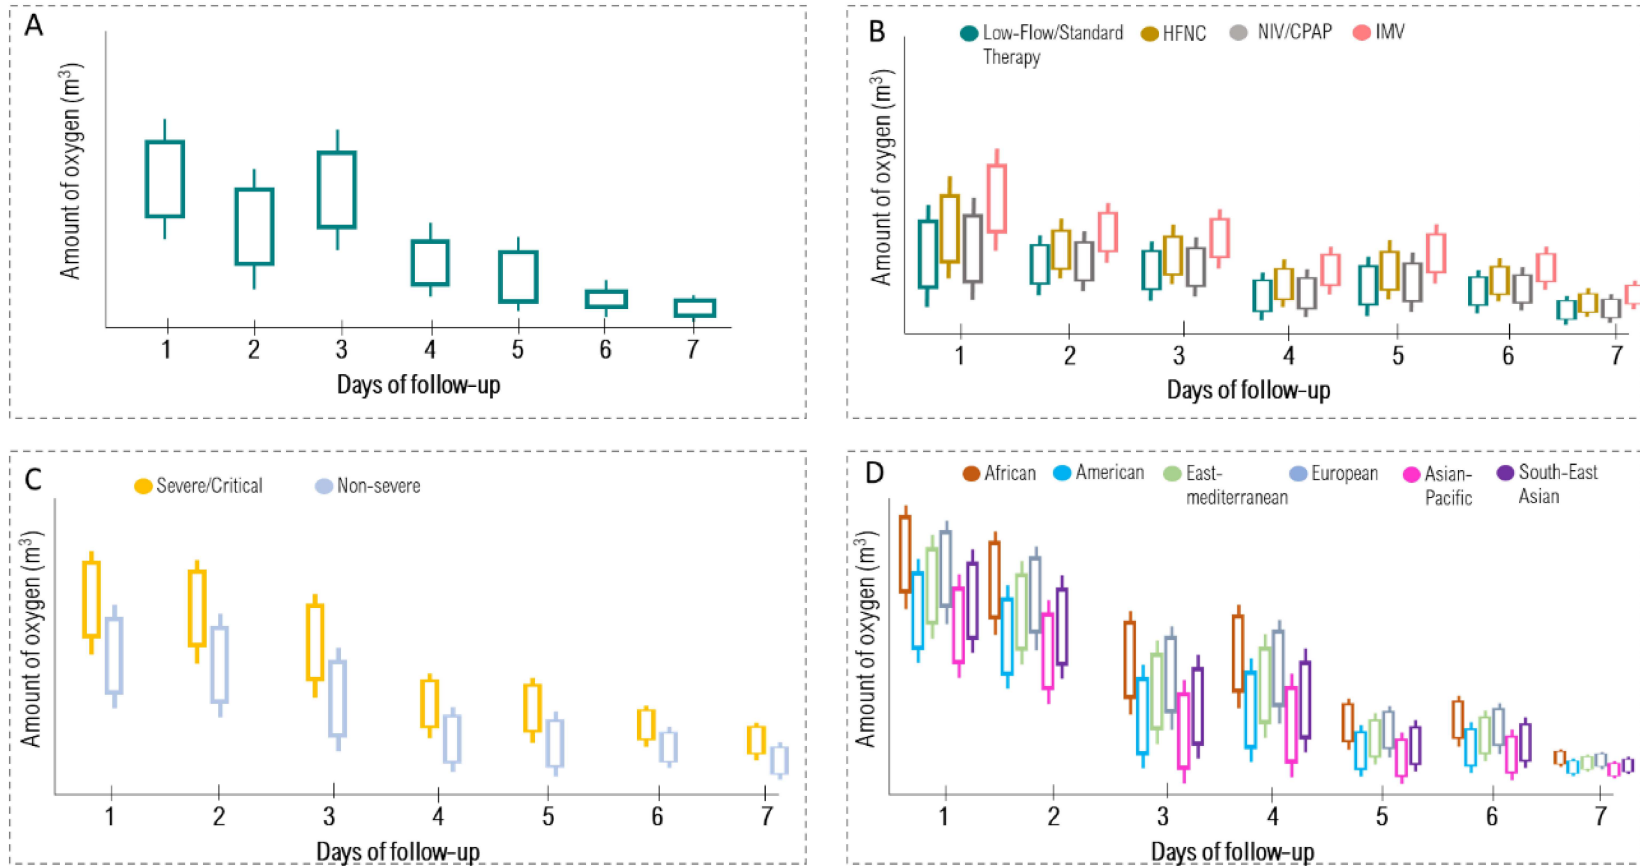 A
Amount of oxygen (m³)
1 2 3 4 5 6 7
Days of follow-up
B
Low-Flow/Standard
Therapy
HFNC
NIV/CPAP
IMV
Amount of oxygen (m³)
1 2 3 4 5 6 7
Days of follow-up
C
Severe/Critical
Non-severe
Amount of oxygen (m³)
1 2 3 4 5 6 7
Days of follow-up
D
African
American
East-
mediterranean
European
Asian-
Pacific
South-East
Asian
Amount of oxygen (m³)
1 2 3 4 5 6 7
Days of follow-up